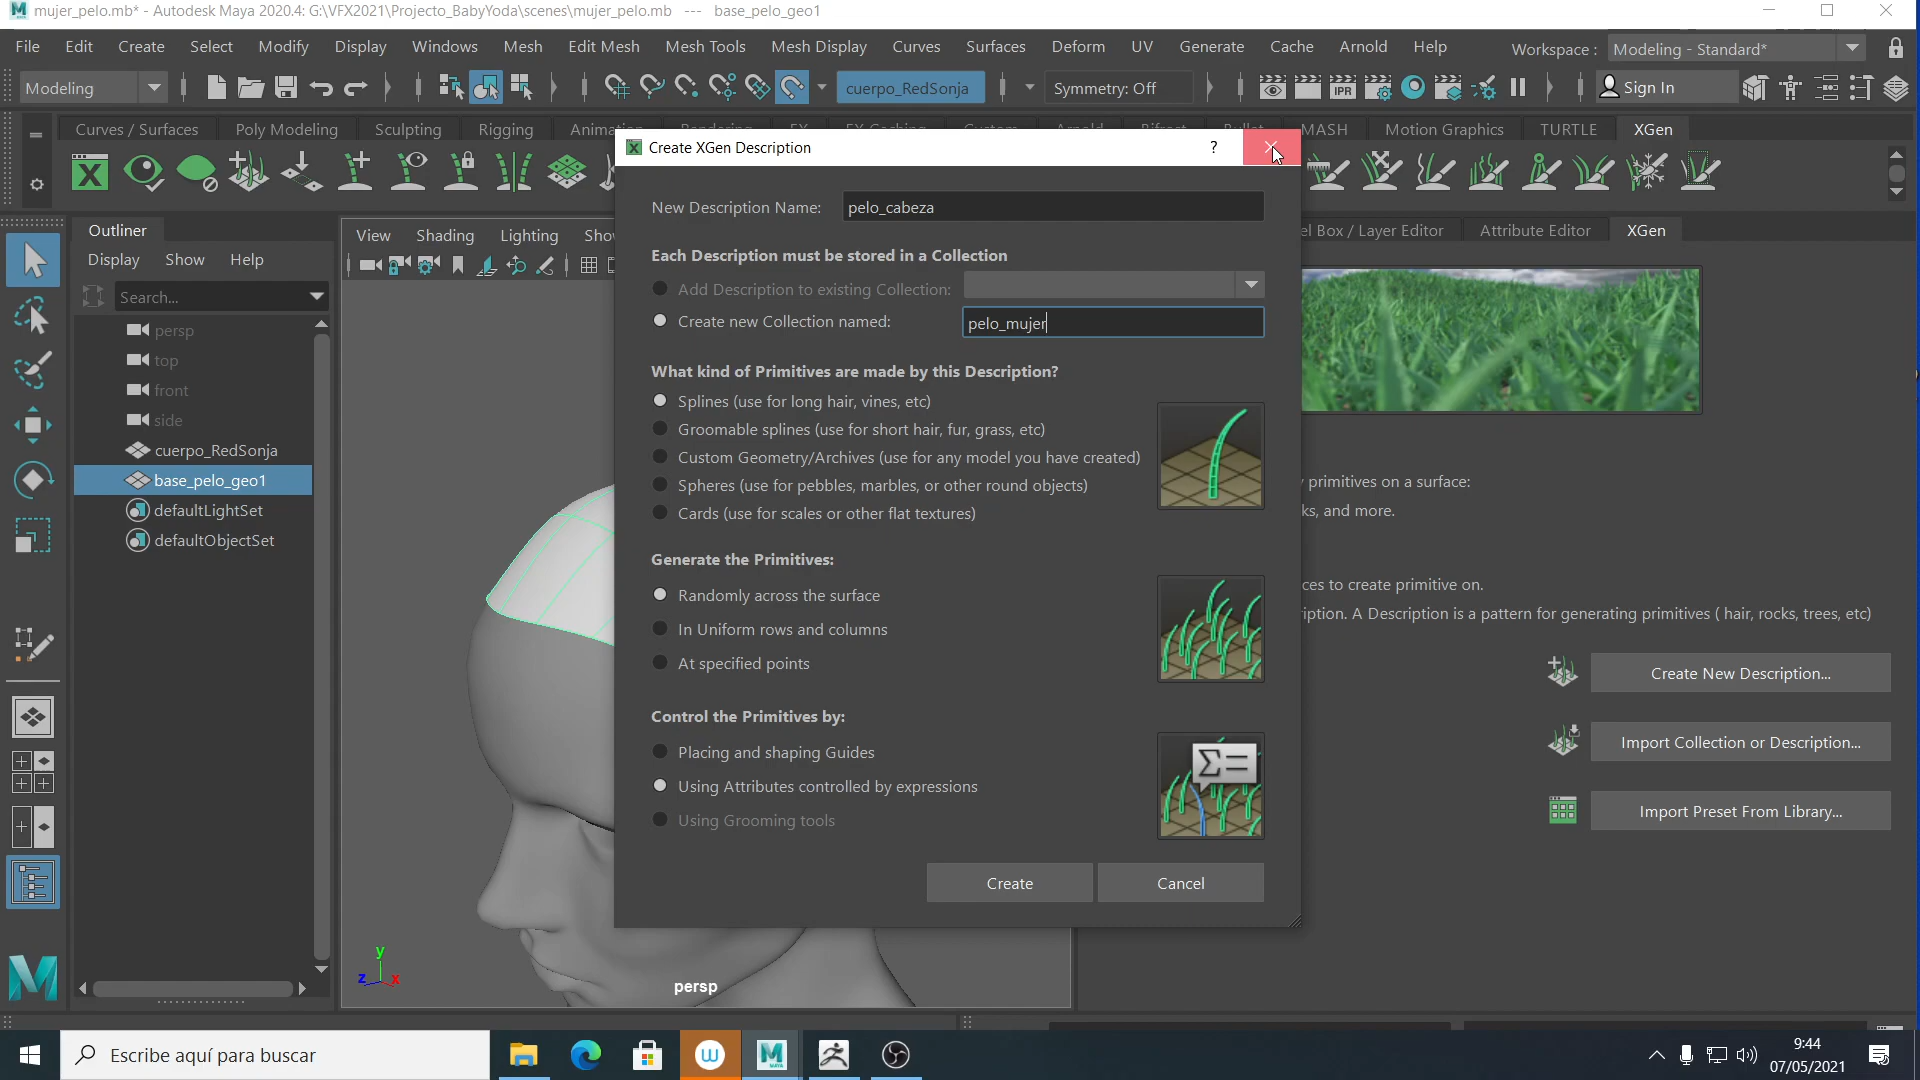 mujer_pelo.mb* - Autodesk Maya 2020.4: G:\VFX2021\Projecto_BabyYoda\scenes\mujer_pelo.mb --- base_pelo_geo1
File Edit Create Select Modify Display Windows Mesh Edit Mesh Mesh Tools Mesh Display Curves Surfaces Deform UV Generate Cache Arnold Help Workspace : Modeling - Standard*
Modeling cuerpo_RedSonja Symmetry: Off IPR Sign In
Curves / Surfaces Poly Modeling Sculpting Rigging MASH Motion Graphics TURTLE XGen
Create XGen Description ?
Outliner
Display Show Help
Search...
persp
top
front
side
cuerpo_RedSonja
base_pelo_geo1
defaultLightSet
defaultObjectSet
View Shading Lighting
New Description Name: pelo_cabeza
Each Description must be stored in a Collection
Add Description to existing Collection:
Create new Collection named: pelo_mujer
What kind of Primitives are made by this Description?
Splines (use for long hair, vines, etc)
Groomable splines (use for short hair, fur, grass, etc)
Custom Geometry/Archives (use for any model you have created)
Spheres (use for pebbles, marbles, or other round objects)
Cards (use for scales or other flat textures)
Generate the Primitives:
Randomly across the surface
In Uniform rows and columns
At specified points
Control the Primitives by:
Placing and shaping Guides
Using Attributes controlled by expressions
Using Grooming tools
Create Cancel
Box / Layer Editor Attribute Editor XGen
primitives on a surface:
ks, and more.
ces to create primitive on.
iption. A Description is a pattern for generating primitives ( hair, rocks, trees, etc)
Create New Description...
Import Collection or Description...
Import Preset From Library...
y
z x
persp
Escribe aquí para buscar
9:44
07/05/2021